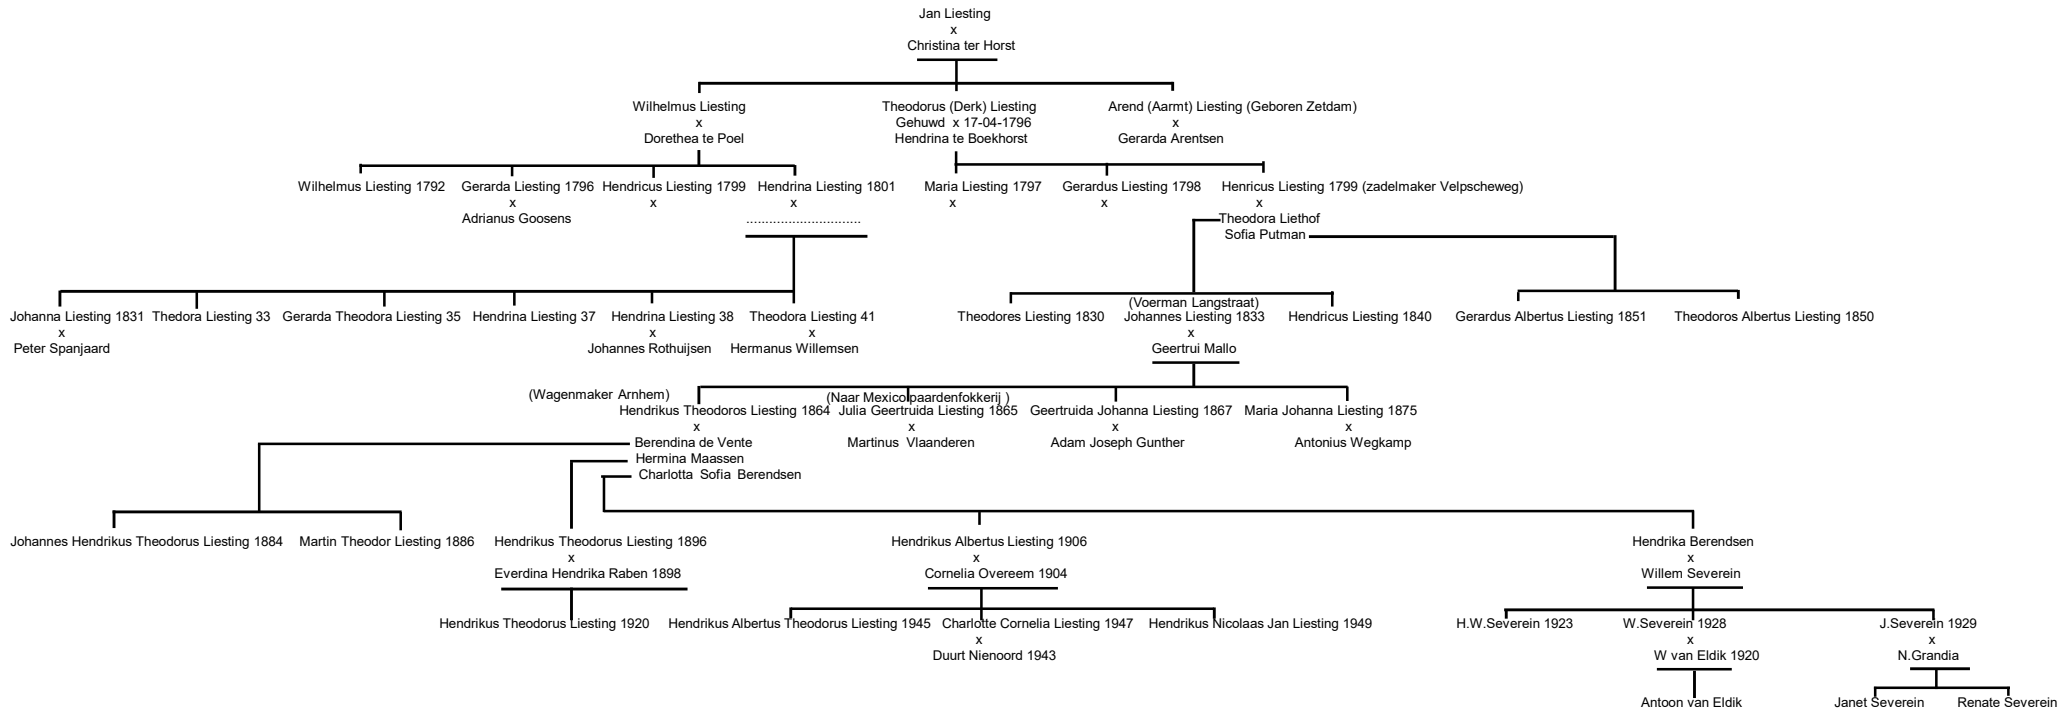 Jan Liesting
x
Christina ter Horst
Wilhelmus Liesting
x
Dorethea te Poel
Theodorus (Derk) Liesting
Gehuwd x 17-04-1796
Hendrina te Boekhorst
Arend (Aarmt) Liesting (Geboren Zetdam)
x
Gerarda Arentsen
Wilhelmus Liesting 1792
Gerarda Liesting 1796
x
Adrianus Goosens
Hendricus Liesting 1799
x
Hendrina Liesting 1801
x
..............................
Maria Liesting 1797
x
Gerardus Liesting 1798
x
Henricus Liesting 1799 (zadelmaker Velpscheweg)
x
Theodora Liethof
Sofia Putman
Johanna Liesting 1831
x
Peter Spanjaard
Thedora Liesting 33
Gerarda Theodora Liesting 35
Hendrina Liesting 37
Hendrina Liesting 38
x
Johannes Rothuijsen
Theodora Liesting 41
x
Hermanus Willemsen
Theodores Liesting 1830
(Voerman Langstraat)
Johannes Liesting 1833
x
Geertrui Mallo
Hendricus Liesting 1840
Gerardus Albertus Liesting 1851
Theodoros Albertus Liesting 1850
(Wagenmaker Arnhem)
Hendrikus Theodoros Liesting 1864
x
Berendina de Vente
Hermina Maassen
Charlotta Sofia Berendsen
(Naar Mexico paardenfokkerij )
Julia Geertruida Liesting 1865
x
Martinus Vlaanderen
Geertruida Johanna Liesting 1867
x
Adam Joseph Gunther
Maria Johanna Liesting 1875
x
Antonius Wegkamp
Johannes Hendrikus Theodorus Liesting 1884
Martin Theodor Liesting 1886
Hendrikus Theodorus Liesting 1896
x
Everdina Hendrika Raben 1898
Hendrikus Albertus Liesting 1906
x
Cornelia Overeem 1904
Hendrika Berendsen
x
Willem Severein
Hendrikus Theodorus Liesting 1920
Hendrikus Albertus Theodorus Liesting 1945
Charlotte Cornelia Liesting 1947
x
Duurt Nienoord 1943
Hendrikus Nicolaas Jan Liesting 1949
H.W.Severein 1923
W.Severein 1928
x
W van Eldik 1920
J.Severein 1929
x
N.Grandia
Antoon van Eldik
Janet Severein
Renate Severein